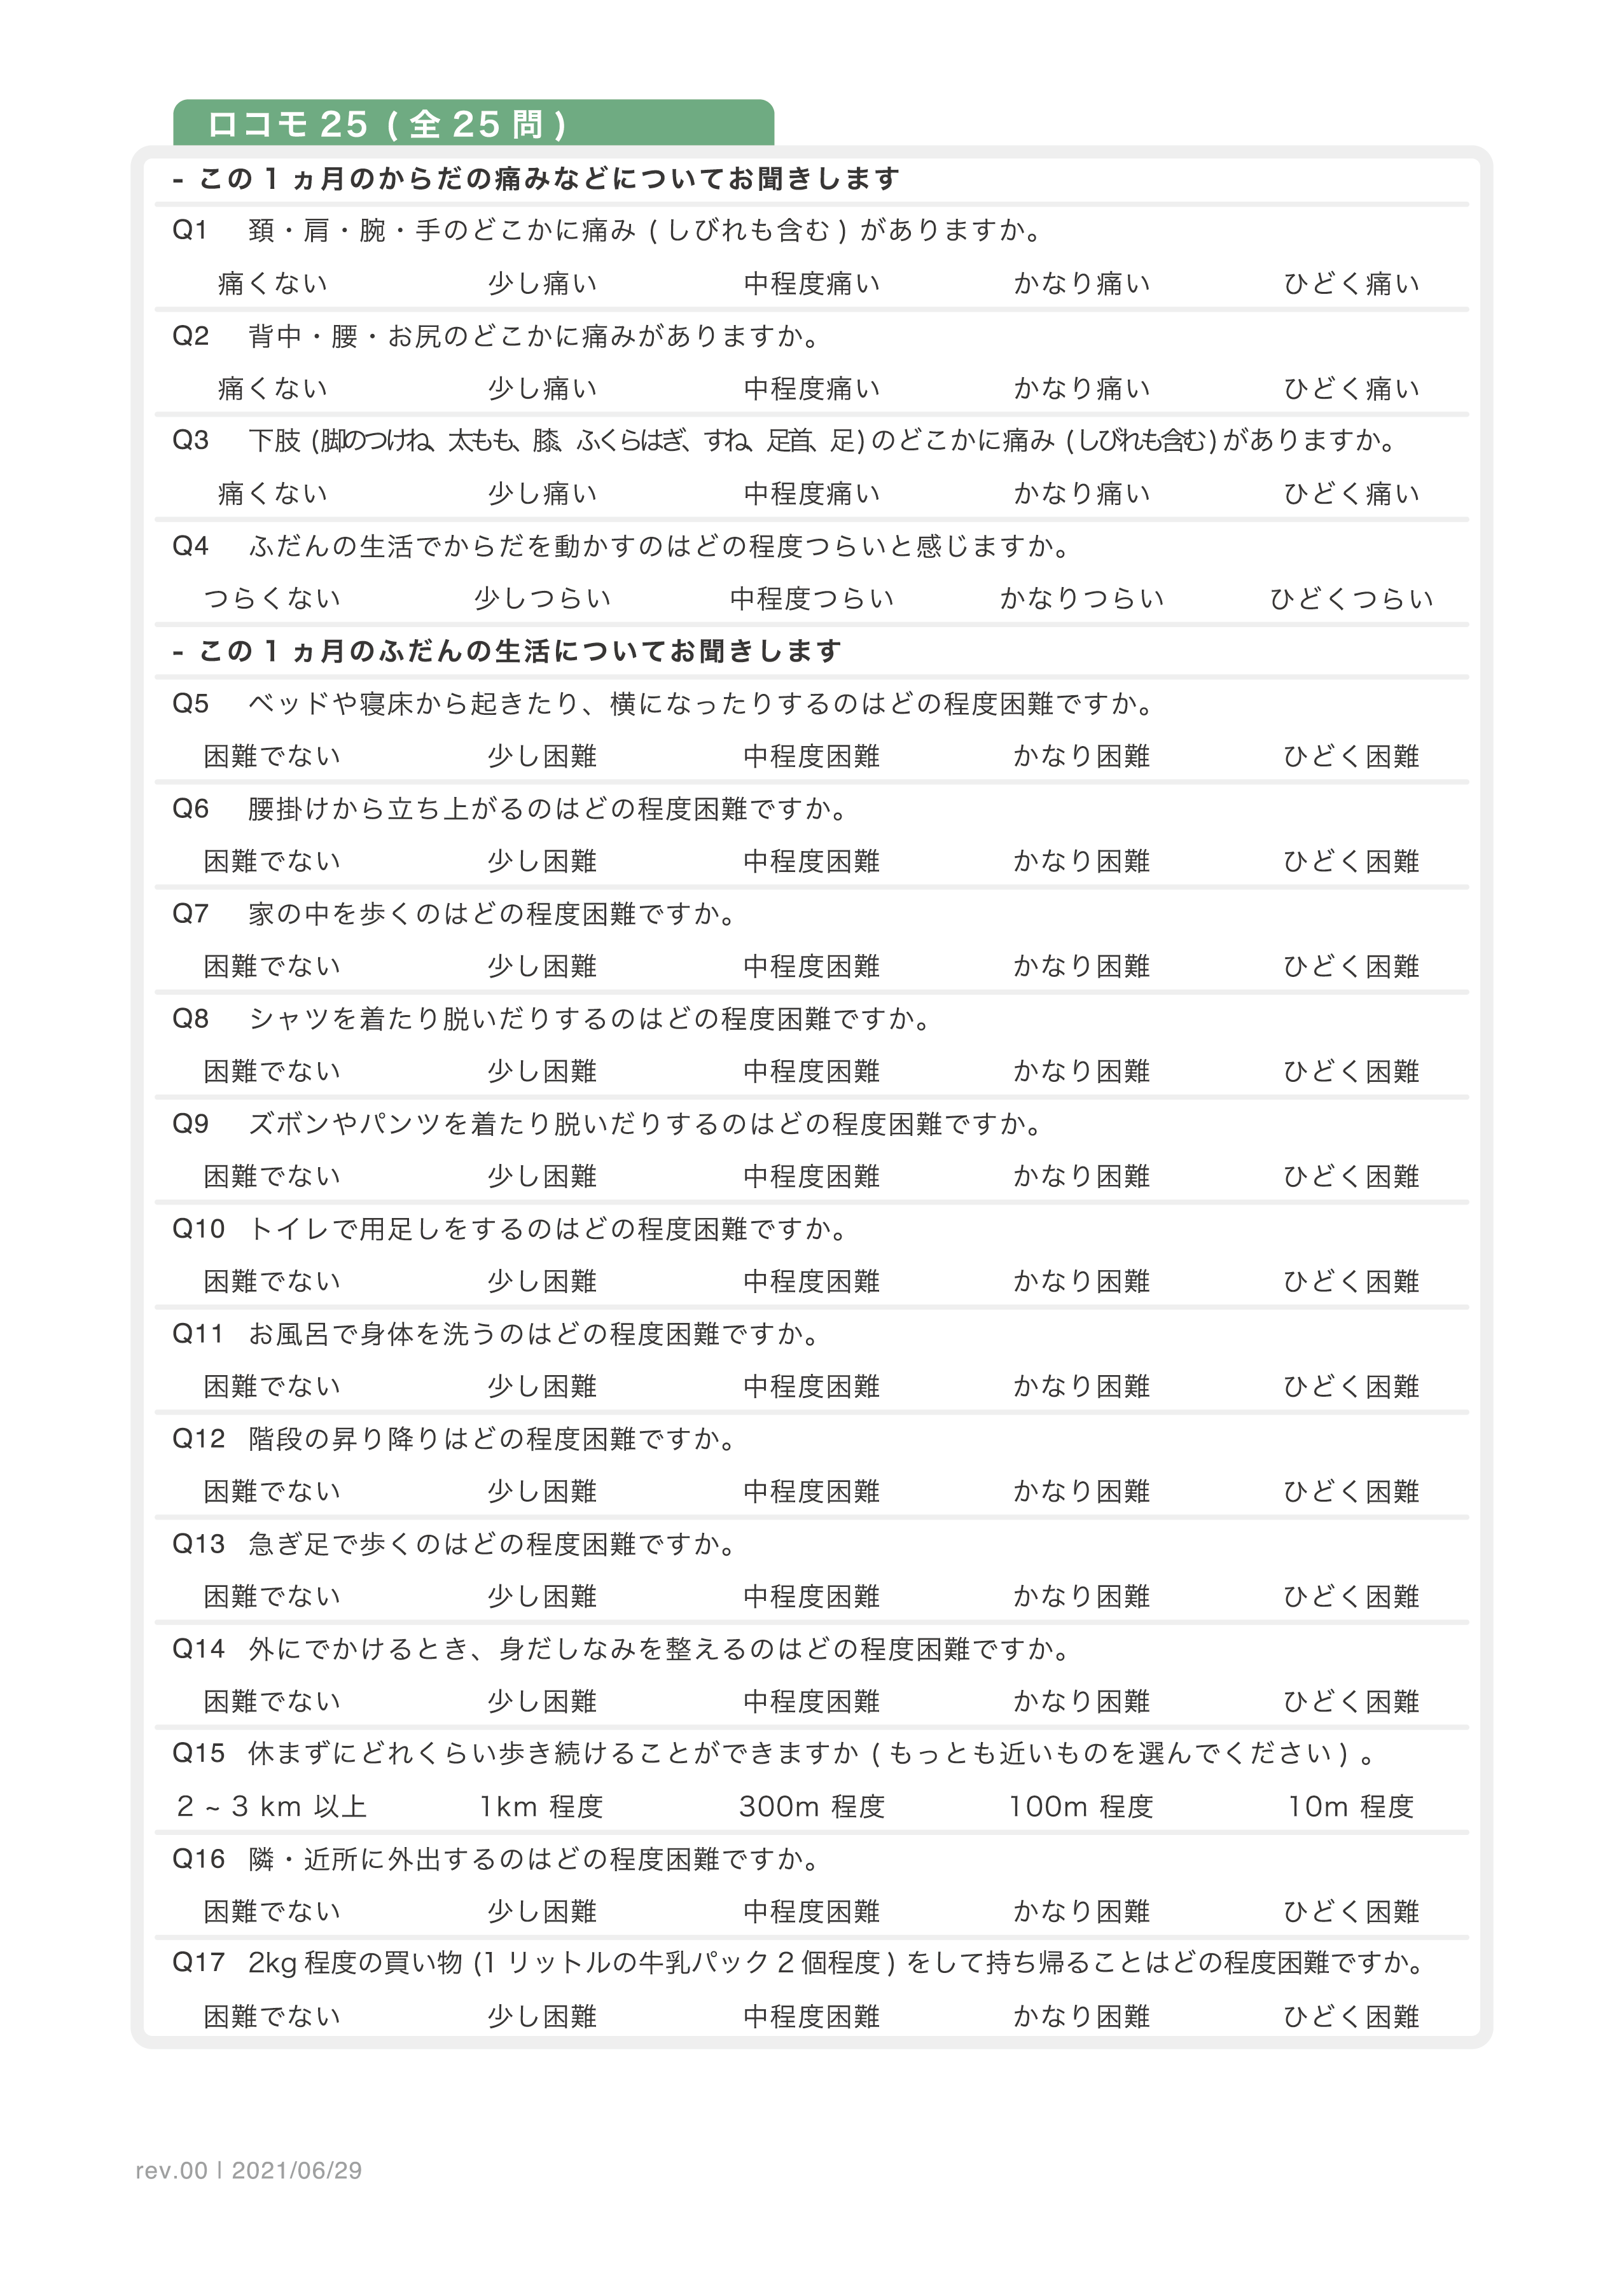 ロコモ 25 ( 全 25 問 )
- この 1 ヵ月のからだの痛みなどについてお聞きします
Q1 頚・肩・腕・手のどこかに痛み ( しびれも含む ) がありますか。
痛くない 少し痛い 中程度痛い かなり痛い ひどく痛い
Q2 背中・腰・お尻のどこかに痛みがありますか。
痛くない 少し痛い 中程度痛い かなり痛い ひどく痛い
Q3 下肢 (脚のつけね、太もも、膝、ふくらはぎ、すね、足首、足) のどこかに痛み (しびれも含む) がありますか。
痛くない 少し痛い 中程度痛い かなり痛い ひどく痛い
Q4 ふだんの生活でからだを動かすのはどの程度つらいと感じますか。
つらくない 少しつらい 中程度つらい かなりつらい ひどくつらい
- この 1 ヵ月のふだんの生活についてお聞きします
Q5 ベッドや寝床から起きたり、横になったりするのはどの程度困難ですか。
困難でない 少し困難 中程度困難 かなり困難 ひどく困難
Q6 腰掛けから立ち上がるのはどの程度困難ですか。
困難でない 少し困難 中程度困難 かなり困難 ひどく困難
Q7 家の中を歩くのはどの程度困難ですか。
困難でない 少し困難 中程度困難 かなり困難 ひどく困難
Q8 シャツを着たり脱いだりするのはどの程度困難ですか。
困難でない 少し困難 中程度困難 かなり困難 ひどく困難
Q9 ズボンやパンツを着たり脱いだりするのはどの程度困難ですか。
困難でない 少し困難 中程度困難 かなり困難 ひどく困難
Q10 トイレで用足しをするのはどの程度困難ですか。
困難でない 少し困難 中程度困難 かなり困難 ひどく困難
Q11 お風呂で身体を洗うのはどの程度困難ですか。
困難でない 少し困難 中程度困難 かなり困難 ひどく困難
Q12 階段の昇り降りはどの程度困難ですか。
困難でない 少し困難 中程度困難 かなり困難 ひどく困難
Q13 急ぎ足で歩くのはどの程度困難ですか。
困難でない 少し困難 中程度困難 かなり困難 ひどく困難
Q14 外にでかけるとき、身だしなみを整えるのはどの程度困難ですか。
困難でない 少し困難 中程度困難 かなり困難 ひどく困難
Q15 休まずにどれくらい歩き続けることができますか ( もっとも近いものを選んでください ) 。
2 ~ 3 km 以上 1km 程度 300m 程度 100m 程度 10m 程度
Q16 隣・近所に外出するのはどの程度困難ですか。
困難でない 少し困難 中程度困難 かなり困難 ひどく困難
Q17 2kg 程度の買い物 (1 リットルの牛乳パック 2 個程度 ) をして持ち帰ることはどの程度困難ですか。
困難でない 少し困難 中程度困難 かなり困難 ひどく困難
rev.00 | 2021/06/29